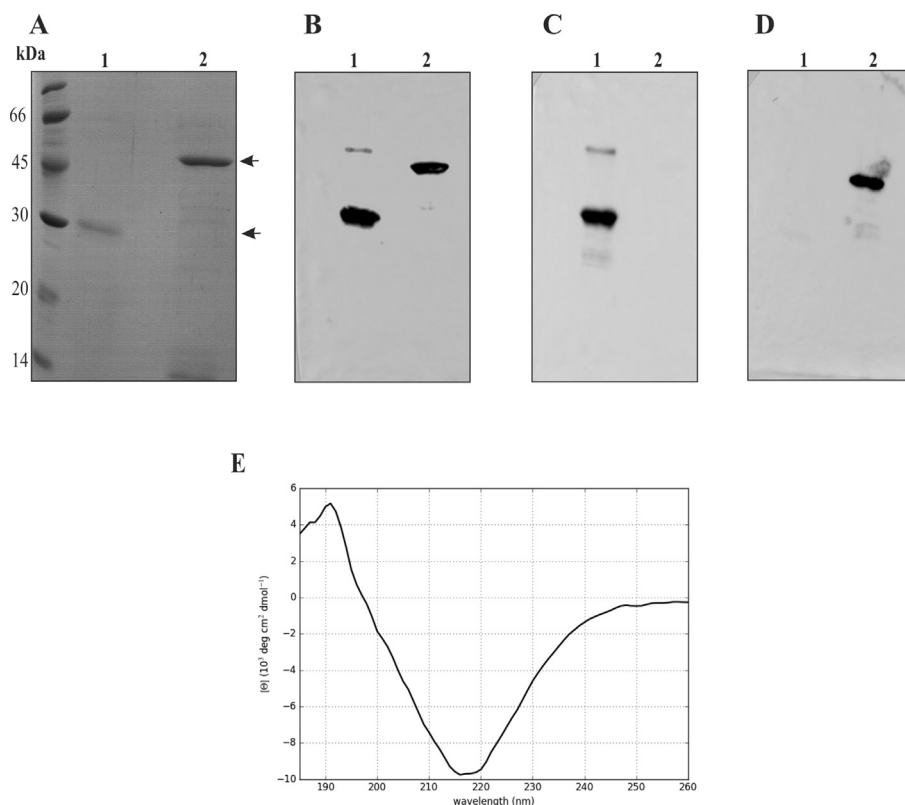 A
B
C
D
kDa
1 2
1 2
1 2
1 2
66
45
30
20
14
E
6
4
2
0
−2
−4
−6
−8
−10
|Θ| (10³ deg cm² dmol⁻¹)
190 200 210 220 230 240 250 260
wavelength (nm)